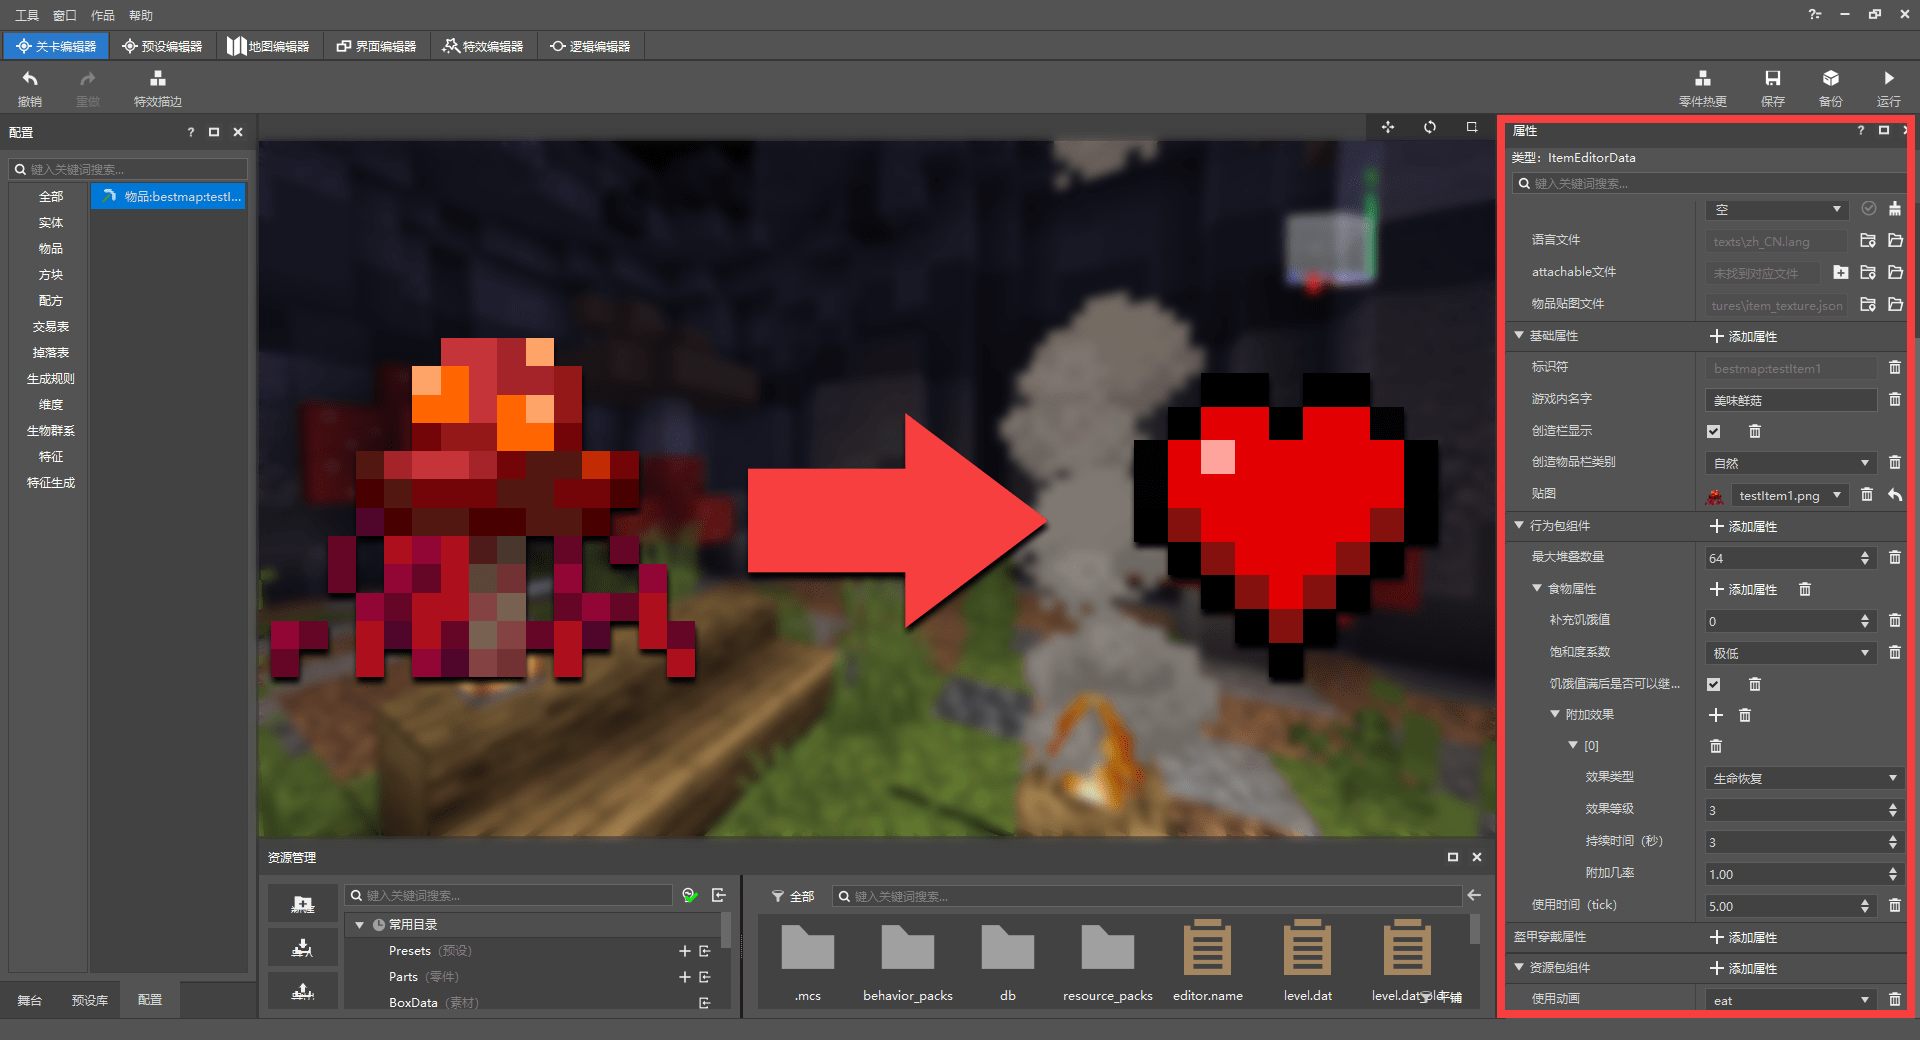 工具 窗口 作品 帮助
关卡编辑器 预设编辑器 地图编辑器 界面编辑器 特效编辑器 逻辑编辑器
撤销 重做 特效描边 零件热更 保存 备份 运行
配置
键入关键词搜索...
全部
实体
物品
方块
配方
交易表
掉落表
生成规则
维度
生物群系
特征
特征生成
物品:bestmap:testI...
舞台 预设库 配置
资源管理
键入关键词搜索...
常用目录
Presets (预设)
Parts (零件)
BoxData (素材)
全部
键入关键词搜索...
.mcs behavior_packs db resource_packs editor.name level.dat level.dat_old
平铺
属性
类型: ItemEditorData
键入关键词搜索...
空
语言文件 texts\zh_CN.lang
attachable文件 未找到对应文件
物品贴图文件 tures\item_texture.json
基础属性 添加属性
标识符 bestmap:testItem1
游戏内名字 美味鲜菇
创造栏显示
创造物品栏类别 自然
贴图 testItem1.png
行为包组件 添加属性
最大堆叠数量 64
食物属性 添加属性
补充饥饿值 0
饱和度系数 极低
饥饿值满后是否可以继...
附加效果
[0]
效果类型 生命恢复
效果等级 3
持续时间（秒） 3
附加几率 1.00
使用时间（tick） 5.00
盔甲穿戴属性 添加属性
资源包组件 添加属性
使用动画 eat